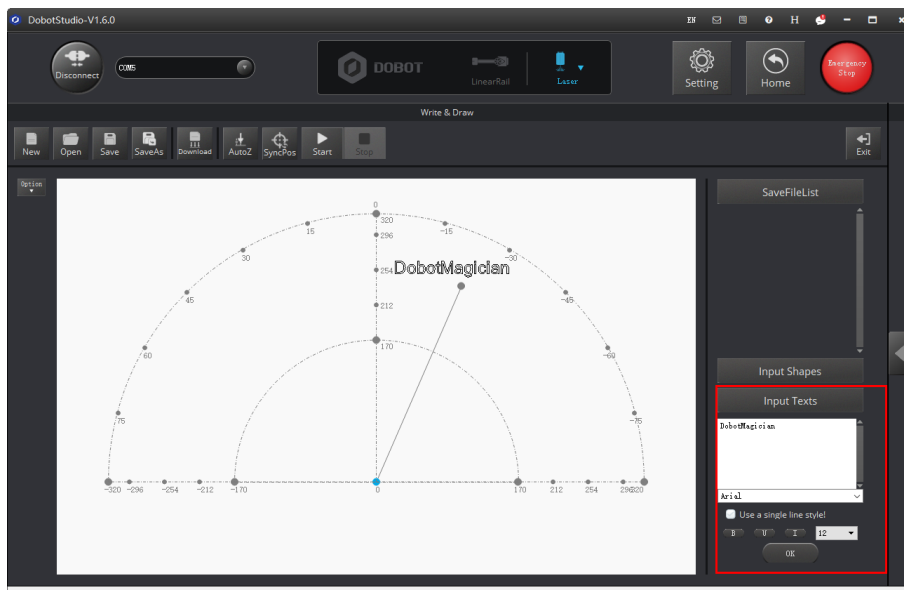 DobotStudio-V1.6.0
EN
H
Disconnect
COM5
DOBOT
LinearRail
Laser
Setting
Home
Emergency Stop
Write & Draw
New
Open
Save
SaveAs
Download
AutoZ
SyncPos
Start
Stop
Exit
Option
0
320
296
254
212
170
15
30
45
60
75
-15
-30
-45
-60
-75
DobotMagician
-320 -296 -254 -212 -170 0 170 212 254 296 320
SaveFileList
Input Shapes
Input Texts
DobotMagician
Arial
Use a single line style!
B U I 12
OK